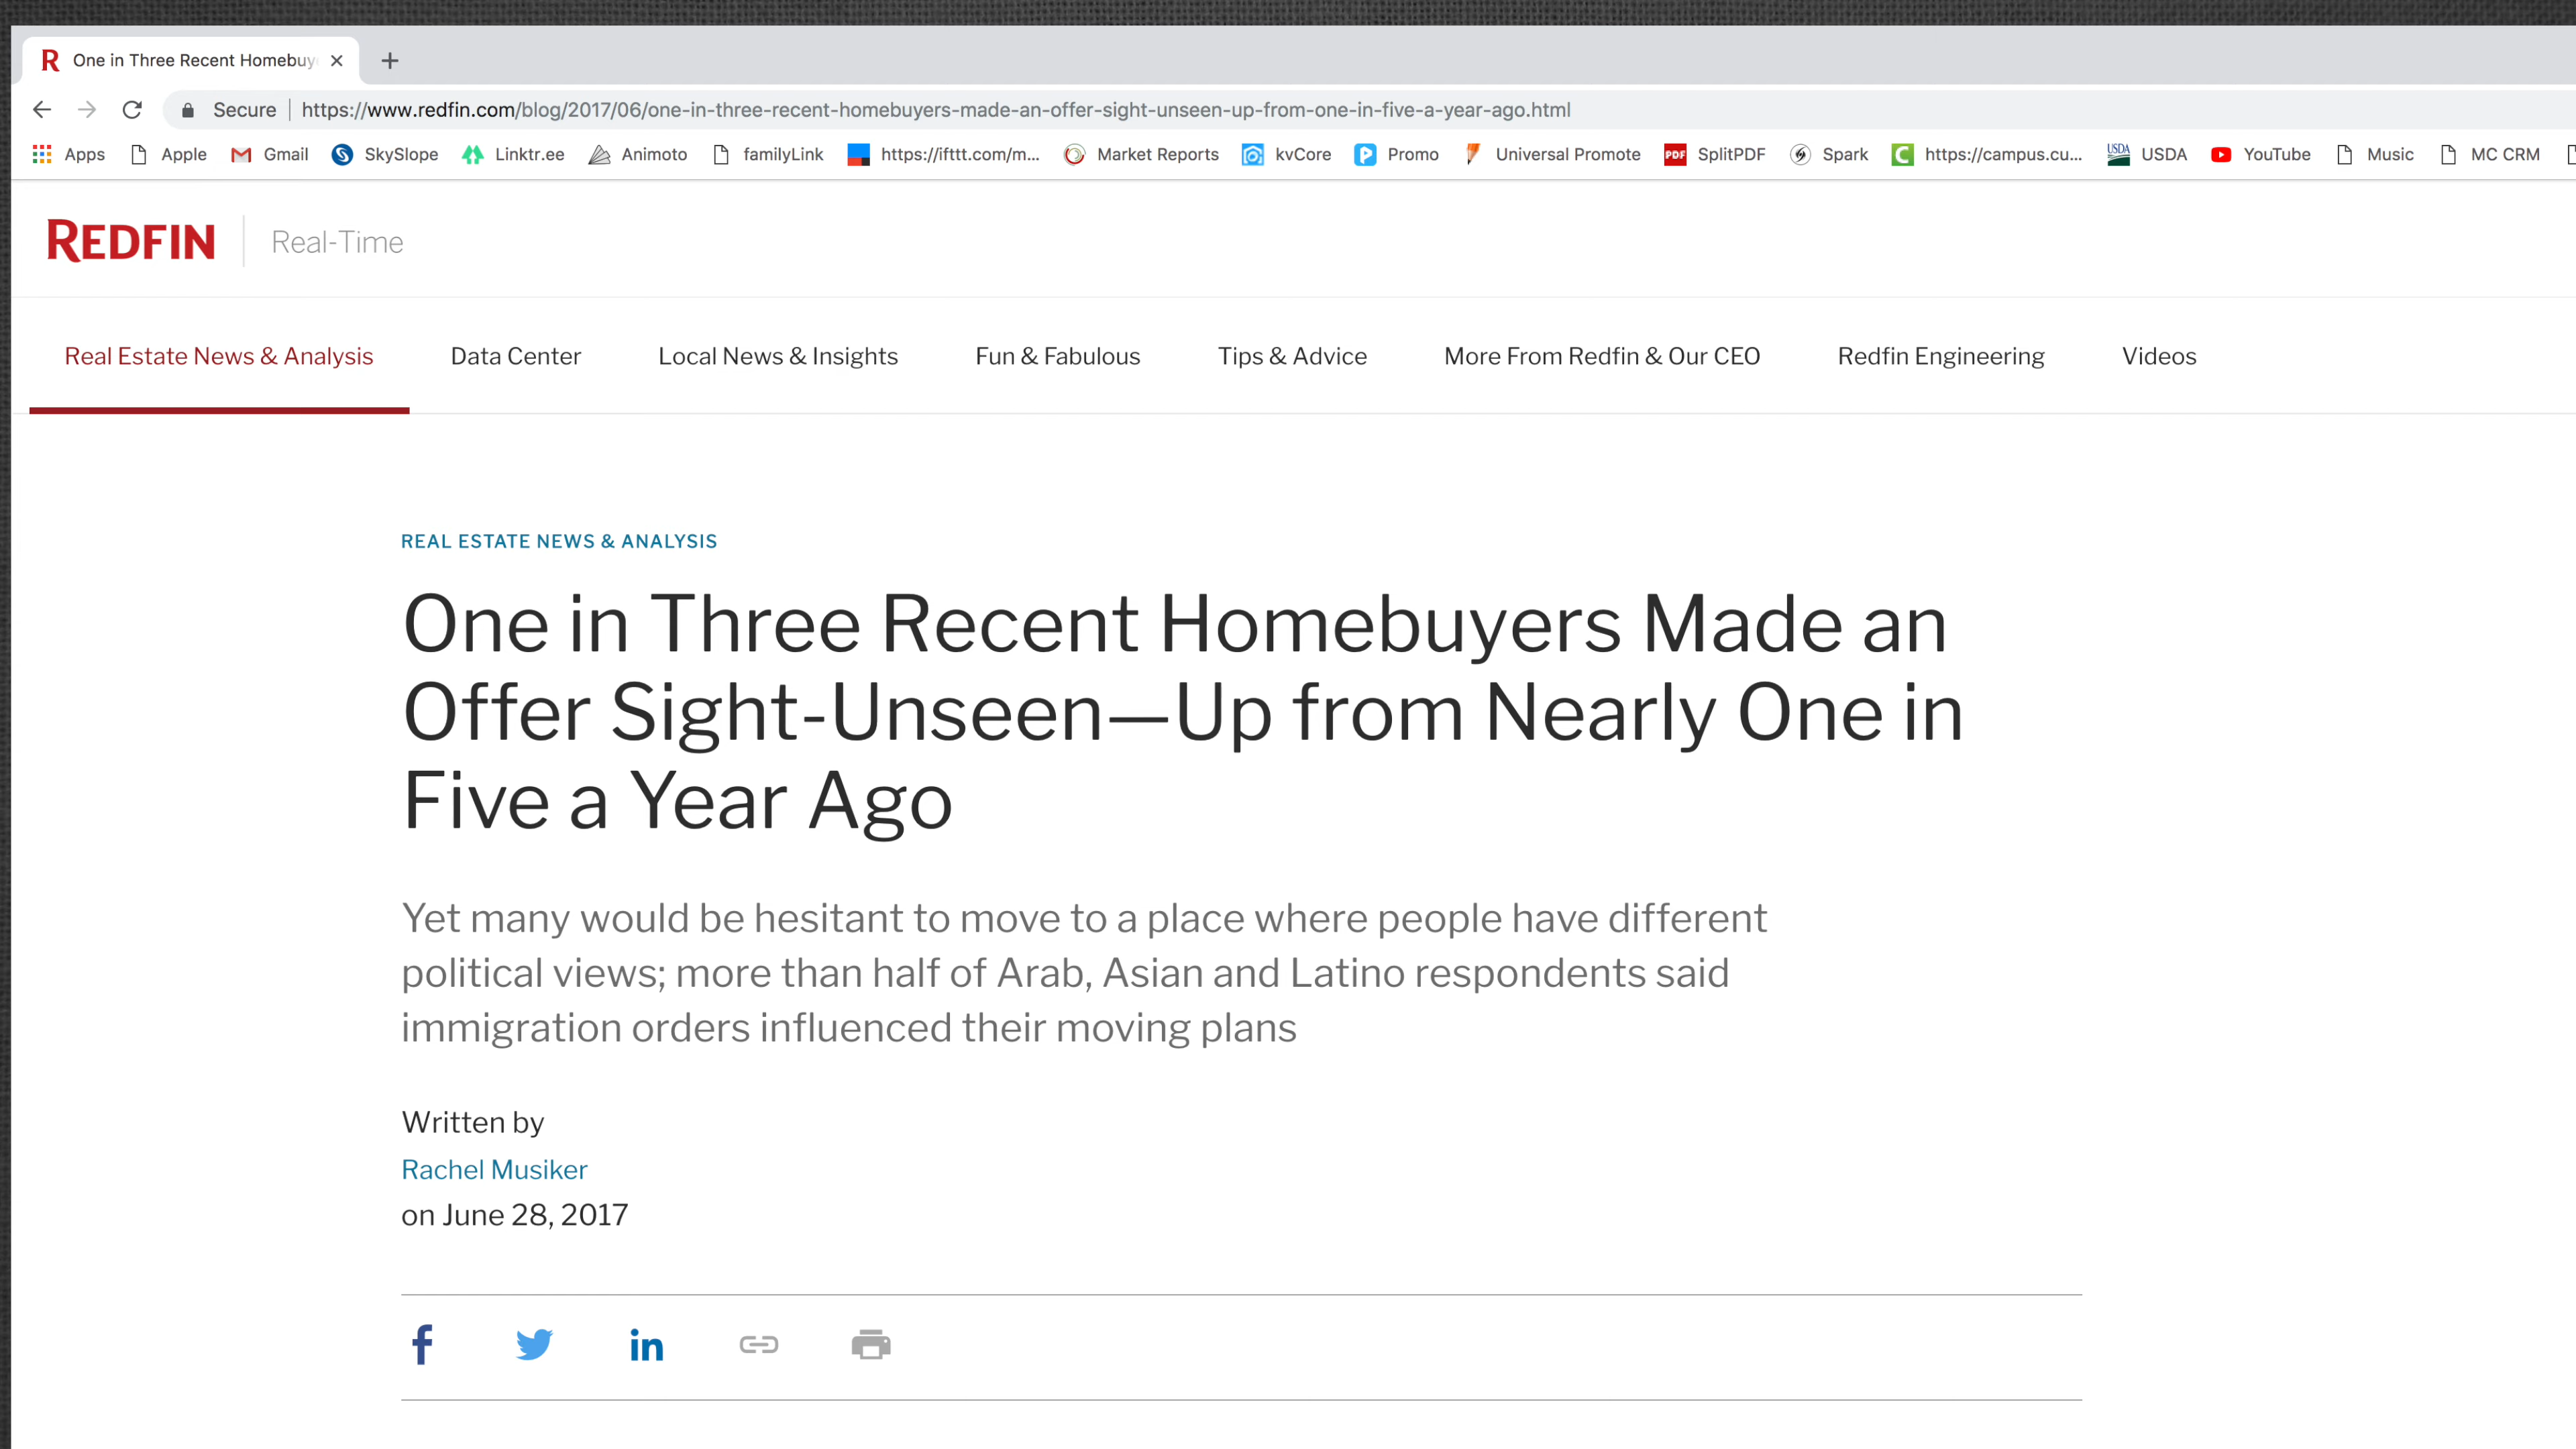 R One in Three Recent Homebuy
Secure https://www.redfin.com/blog/2017/06/one-in-three-recent-homebuyers-made-an-offer-sight-unseen-up-from-one-in-five-a-year-ago.html
Apps Apple Gmail SkySlope Linktr.ee Animoto familyLink https://ifttt.com/m... Market Reports kvCore Promo Universal Promote PDF SplitPDF Spark C https://campus.cu... USDA USDA YouTube Music MC CRM
REDFIN Real-Time
Real Estate News & Analysis Data Center Local News & Insights Fun & Fabulous Tips & Advice More From Redfin & Our CEO Redfin Engineering Videos
REAL ESTATE NEWS & ANALYSIS
One in Three Recent Homebuyers Made an
Offer Sight-Unseen—Up from Nearly One in
Five a Year Ago
Yet many would be hesitant to move to a place where people have different
political views; more than half of Arab, Asian and Latino respondents said
immigration orders influenced their moving plans
Written by
Rachel Musiker
on June 28, 2017